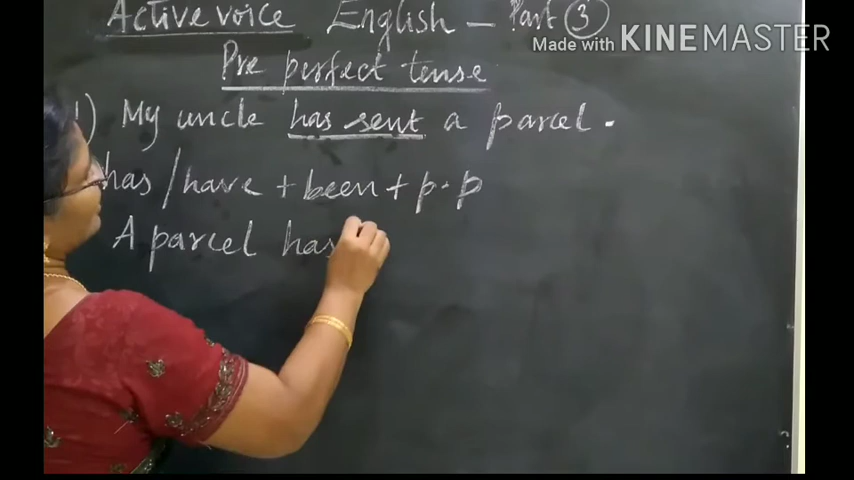 Active voice English - Part 3
Made with KINEMASTER
Pre perfect tense
1) My uncle has sent a parcel.
has/have + been + p.p
A parcel has